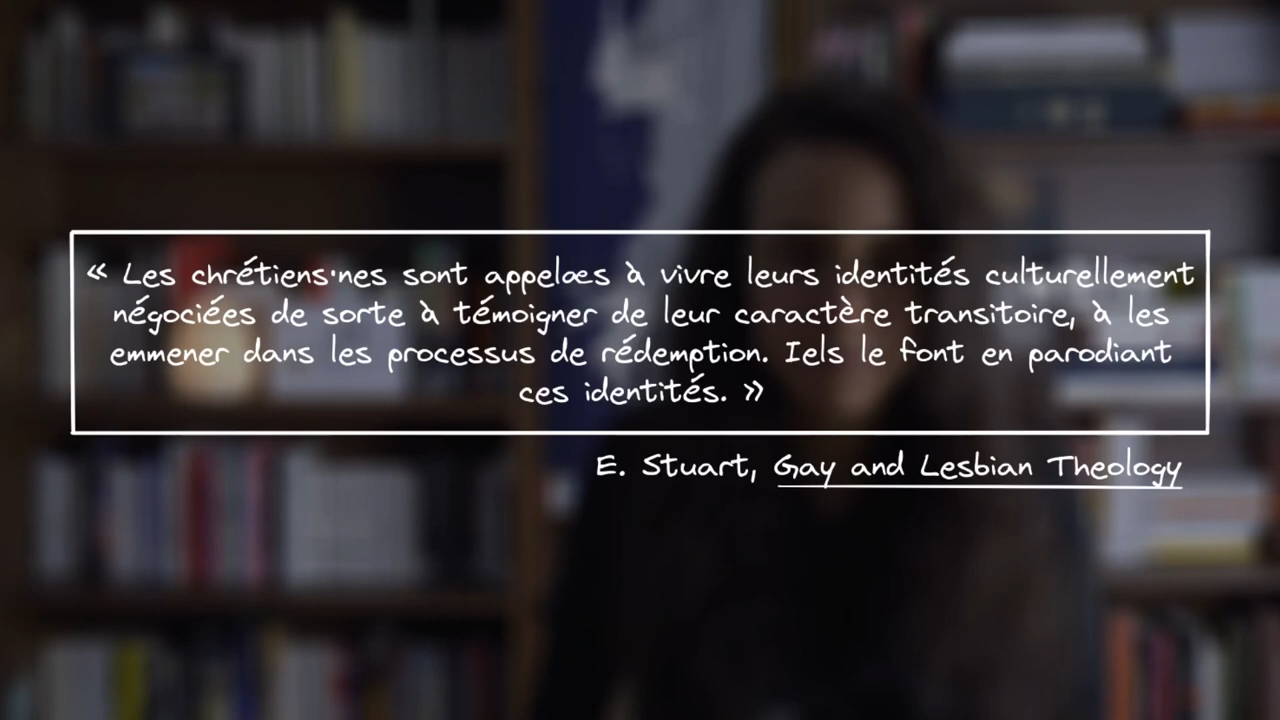 « Les chrétiens·nes sont appelæs à vivre leurs identités culturellement
négociées de sorte à témoigner de leur caractère transitoire, à les
emmener dans les processus de rédemption. Iels le font en parodiant
ces identités. »
E. Stuart, Gay and Lesbian Theology